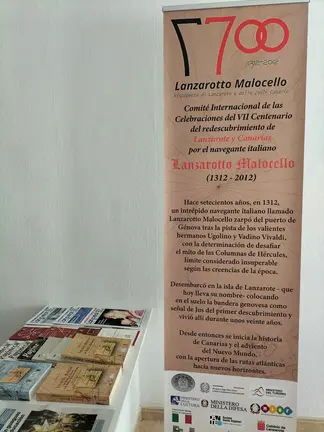 700
1312-2012
Lanzarotto Malocello
Comité Internacional de las
Celebraciones del VII Centenario
del redescubrimiento de
Lanzarote y Canarias,
por el navegante italiano
Lanzarotto Malocello
(1312 - 2012)
Hace setecientos años, en 1312,
un intrépido navegante italiano llamado
Lanzarotto Malocello zarpó del puerto de
Génova tras la pista de los valientes
hermanos Ugolino y Vadino Vivaldi,
con la determinación de desafiar
el mito de las Columnas de Hércules,
límite considerado insuperable
según las creencias de la época.
Desembarcó en la isla de Lanzarote - que
hoy lleva su nombre- colocando
en el suelo la bandera genovesa como
señal de los del primer descubrimiento y
vivió allí durante unos veinte años.
Desde entonces se inicia la historia
de Canarias y el adviento
del Nuevo Mundo,
con la apertura de las rutas atlánticas
hacia nuevos horizontes.
MINISTERO
DELLA DIFESA